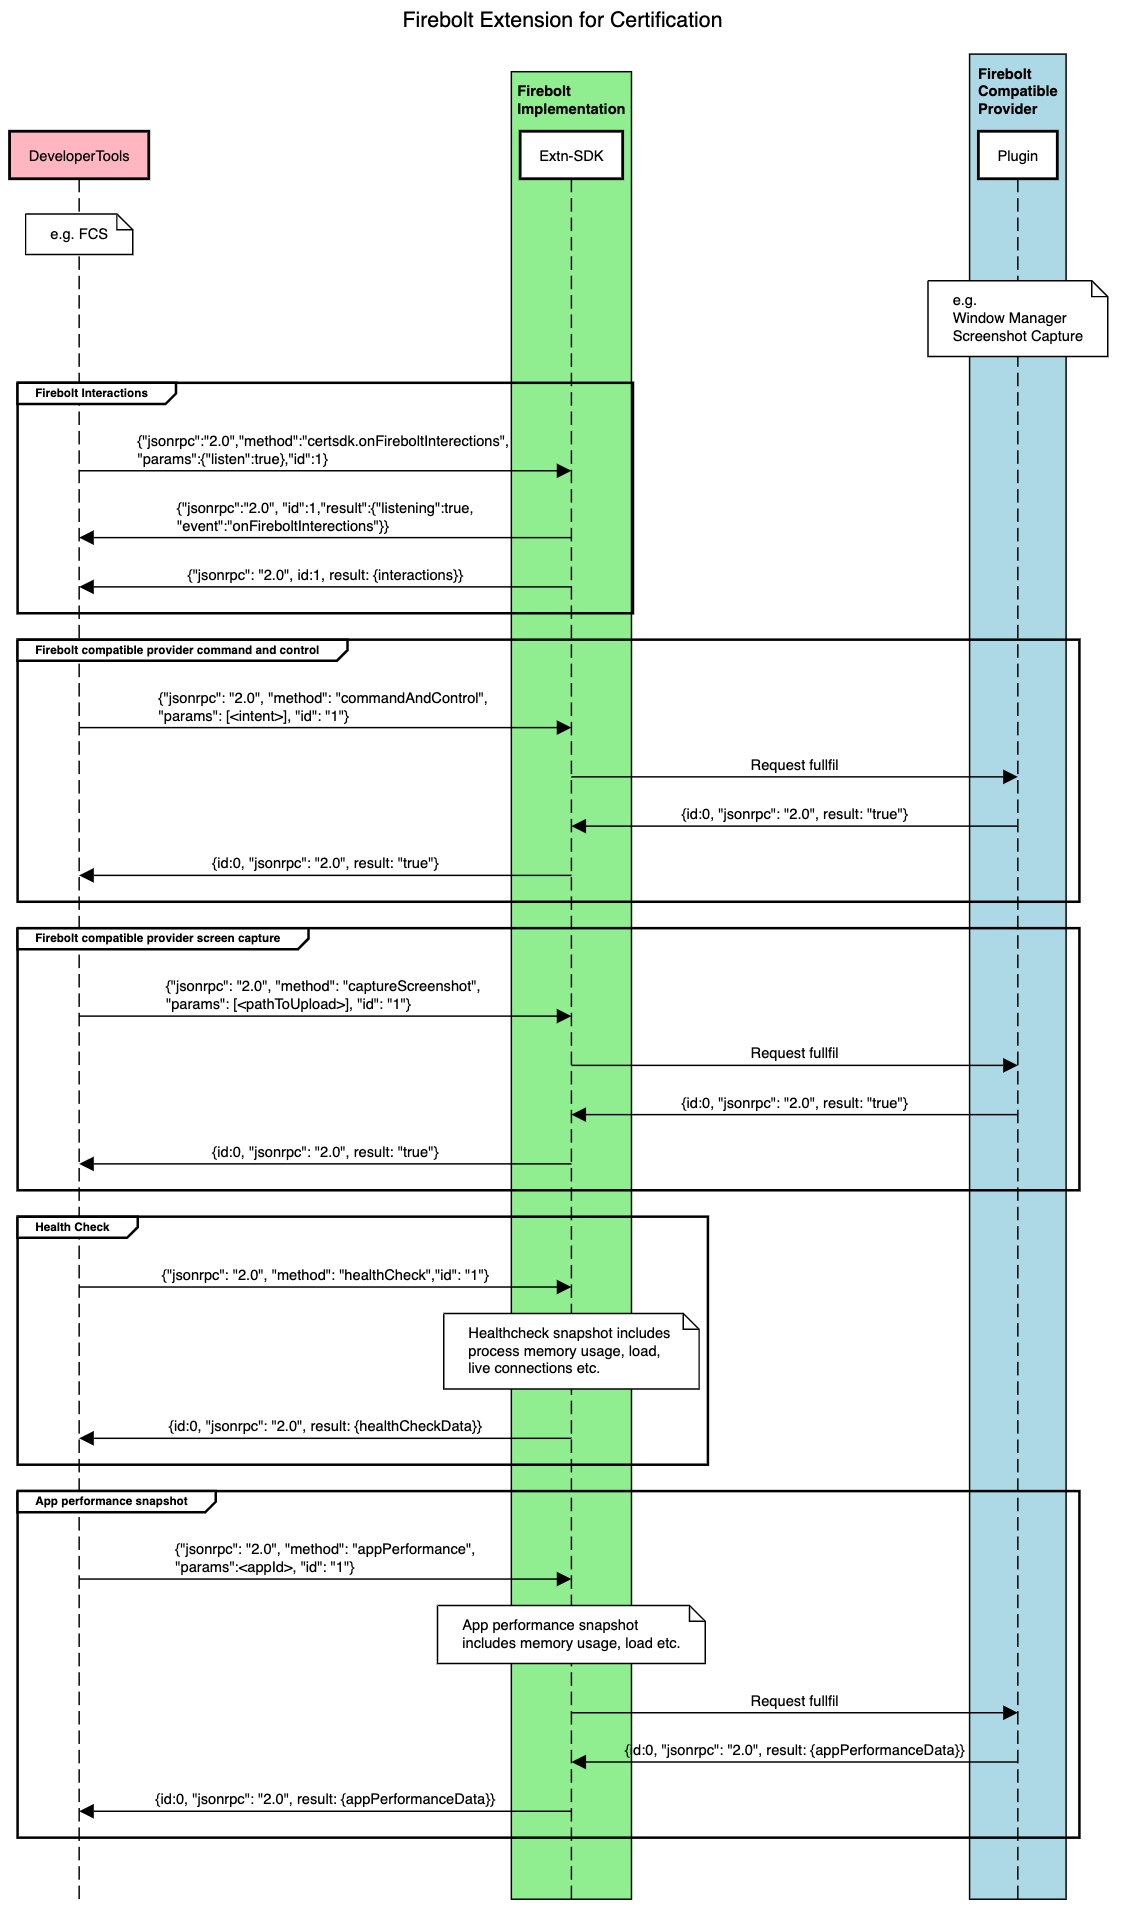 Firebolt Extension for Certification
Firebolt
Implementation
Firebolt
Compatible
Provider
DeveloperTools
Extn-SDK
Plugin
e.g. FCS
e.g.
Window Manager
Screenshot Capture
Firebolt Interactions
{"jsonrpc":"2.0","method":"certsdk.onFireboltInterections",
"params":{"listen":true},"id":1}
{"jsonrpc":"2.0", "id":1,"result":{"listening":true,
"event":"onFireboltInterections"}}
{"jsonrpc": "2.0", id:1, result: {interactions}}
Firebolt compatible provider command and control
{"jsonrpc": "2.0", "method": "commandAndControl",
"params": [<intent>], "id": "1"}
Request fullfil
{id:0, "jsonrpc": "2.0", result: "true"}
{id:0, "jsonrpc": "2.0", result: "true"}
Firebolt compatible provider screen capture
{"jsonrpc": "2.0", "method": "captureScreenshot",
"params": [<pathToUpload>], "id": "1"}
Request fullfil
{id:0, "jsonrpc": "2.0", result: "true"}
{id:0, "jsonrpc": "2.0", result: "true"}
Health Check
{"jsonrpc": "2.0", "method": "healthCheck","id": "1"}
Healthcheck snapshot includes
process memory usage, load,
live connections etc.
{id:0, "jsonrpc": "2.0", result: {healthCheckData}}
App performance snapshot
{"jsonrpc": "2.0", "method": "appPerformance",
"params":<appId>, "id": "1"}
App performance snapshot
includes memory usage, load etc.
Request fullfil
{id:0, "jsonrpc": "2.0", result: {appPerformanceData}}
{id:0, "jsonrpc": "2.0", result: {appPerformanceData}}